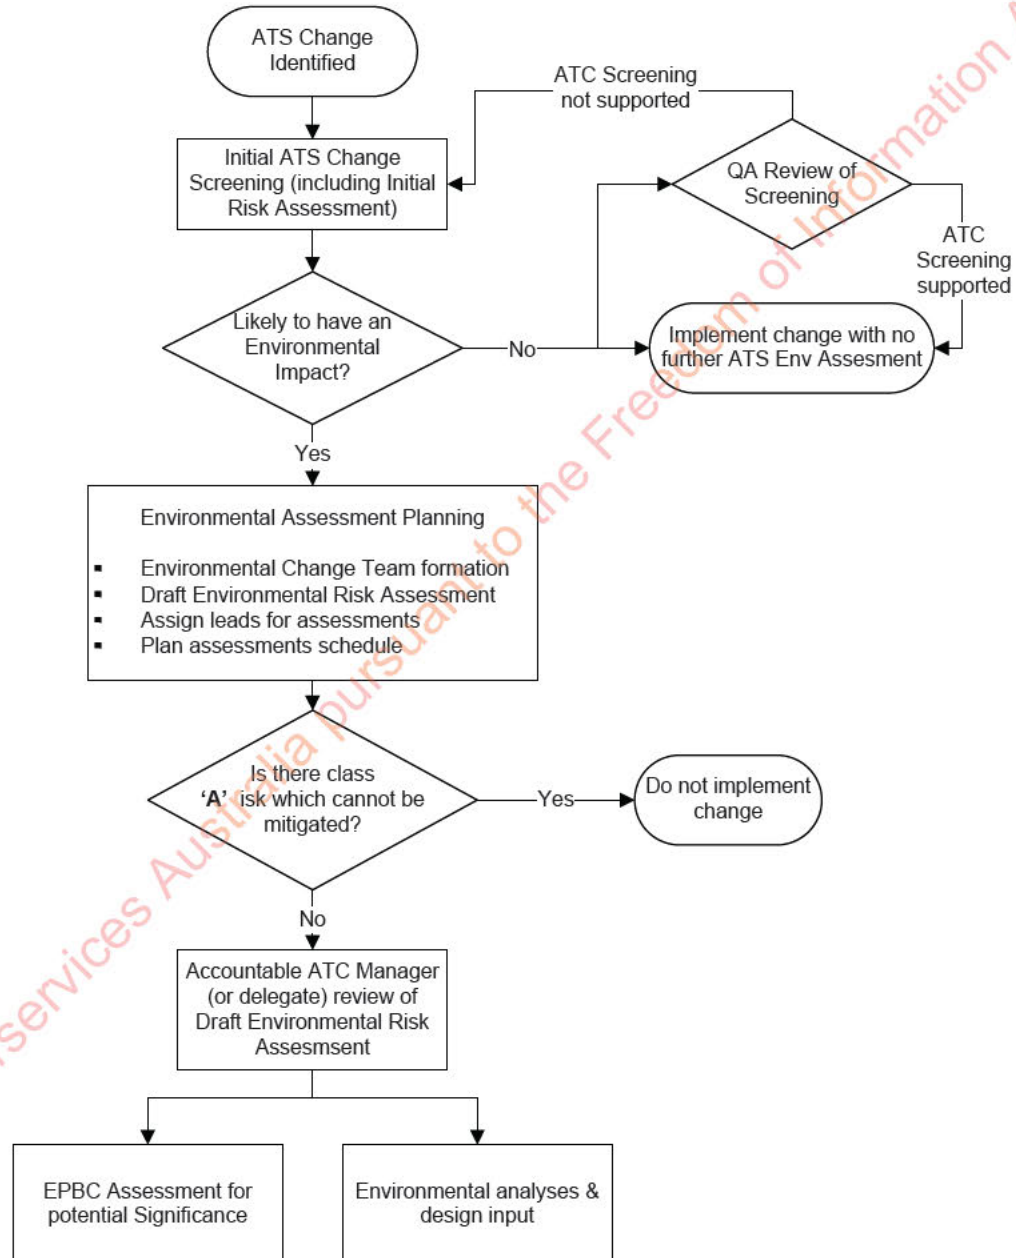 ATS Change
Identified
ATC Screening
not supported
Initial ATS Change
Screening (including Initial
Risk Assessment)
QA Review of
Screening
ATC
Screening
supported
Likely to have an
Environmental
Impact?
No
Implement change with no
further ATS Env Assesment
Yes
Environmental Assessment Planning
▪ Environmental Change Team formation
▪ Draft Environmental Risk Assessment
▪ Assign leads for assessments
▪ Plan assessments schedule
Is there class
‘A’ isk which cannot be
mitigated?
Yes
Do not implement
change
No
Accountable ATC Manager
(or delegate) review of
Draft Environmental Risk
Assesmsent
EPBC Assessment for
potential Significance
Environmental analyses &
design input
rservices Australia pursuant to the Freedom of Information A